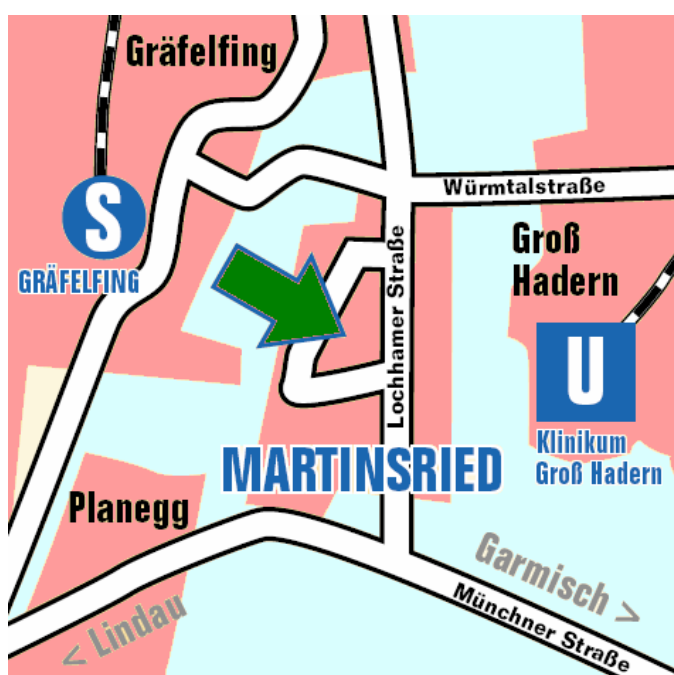 Gräfelfing
S
GRÄFELFING
Würmtalstraße
Groß
Hadern
Lochhamer Straße
U
Klinikum
Groß Hadern
MARTINSRIED
Planegg
Garmisch >
Münchner Straße
< Lindau